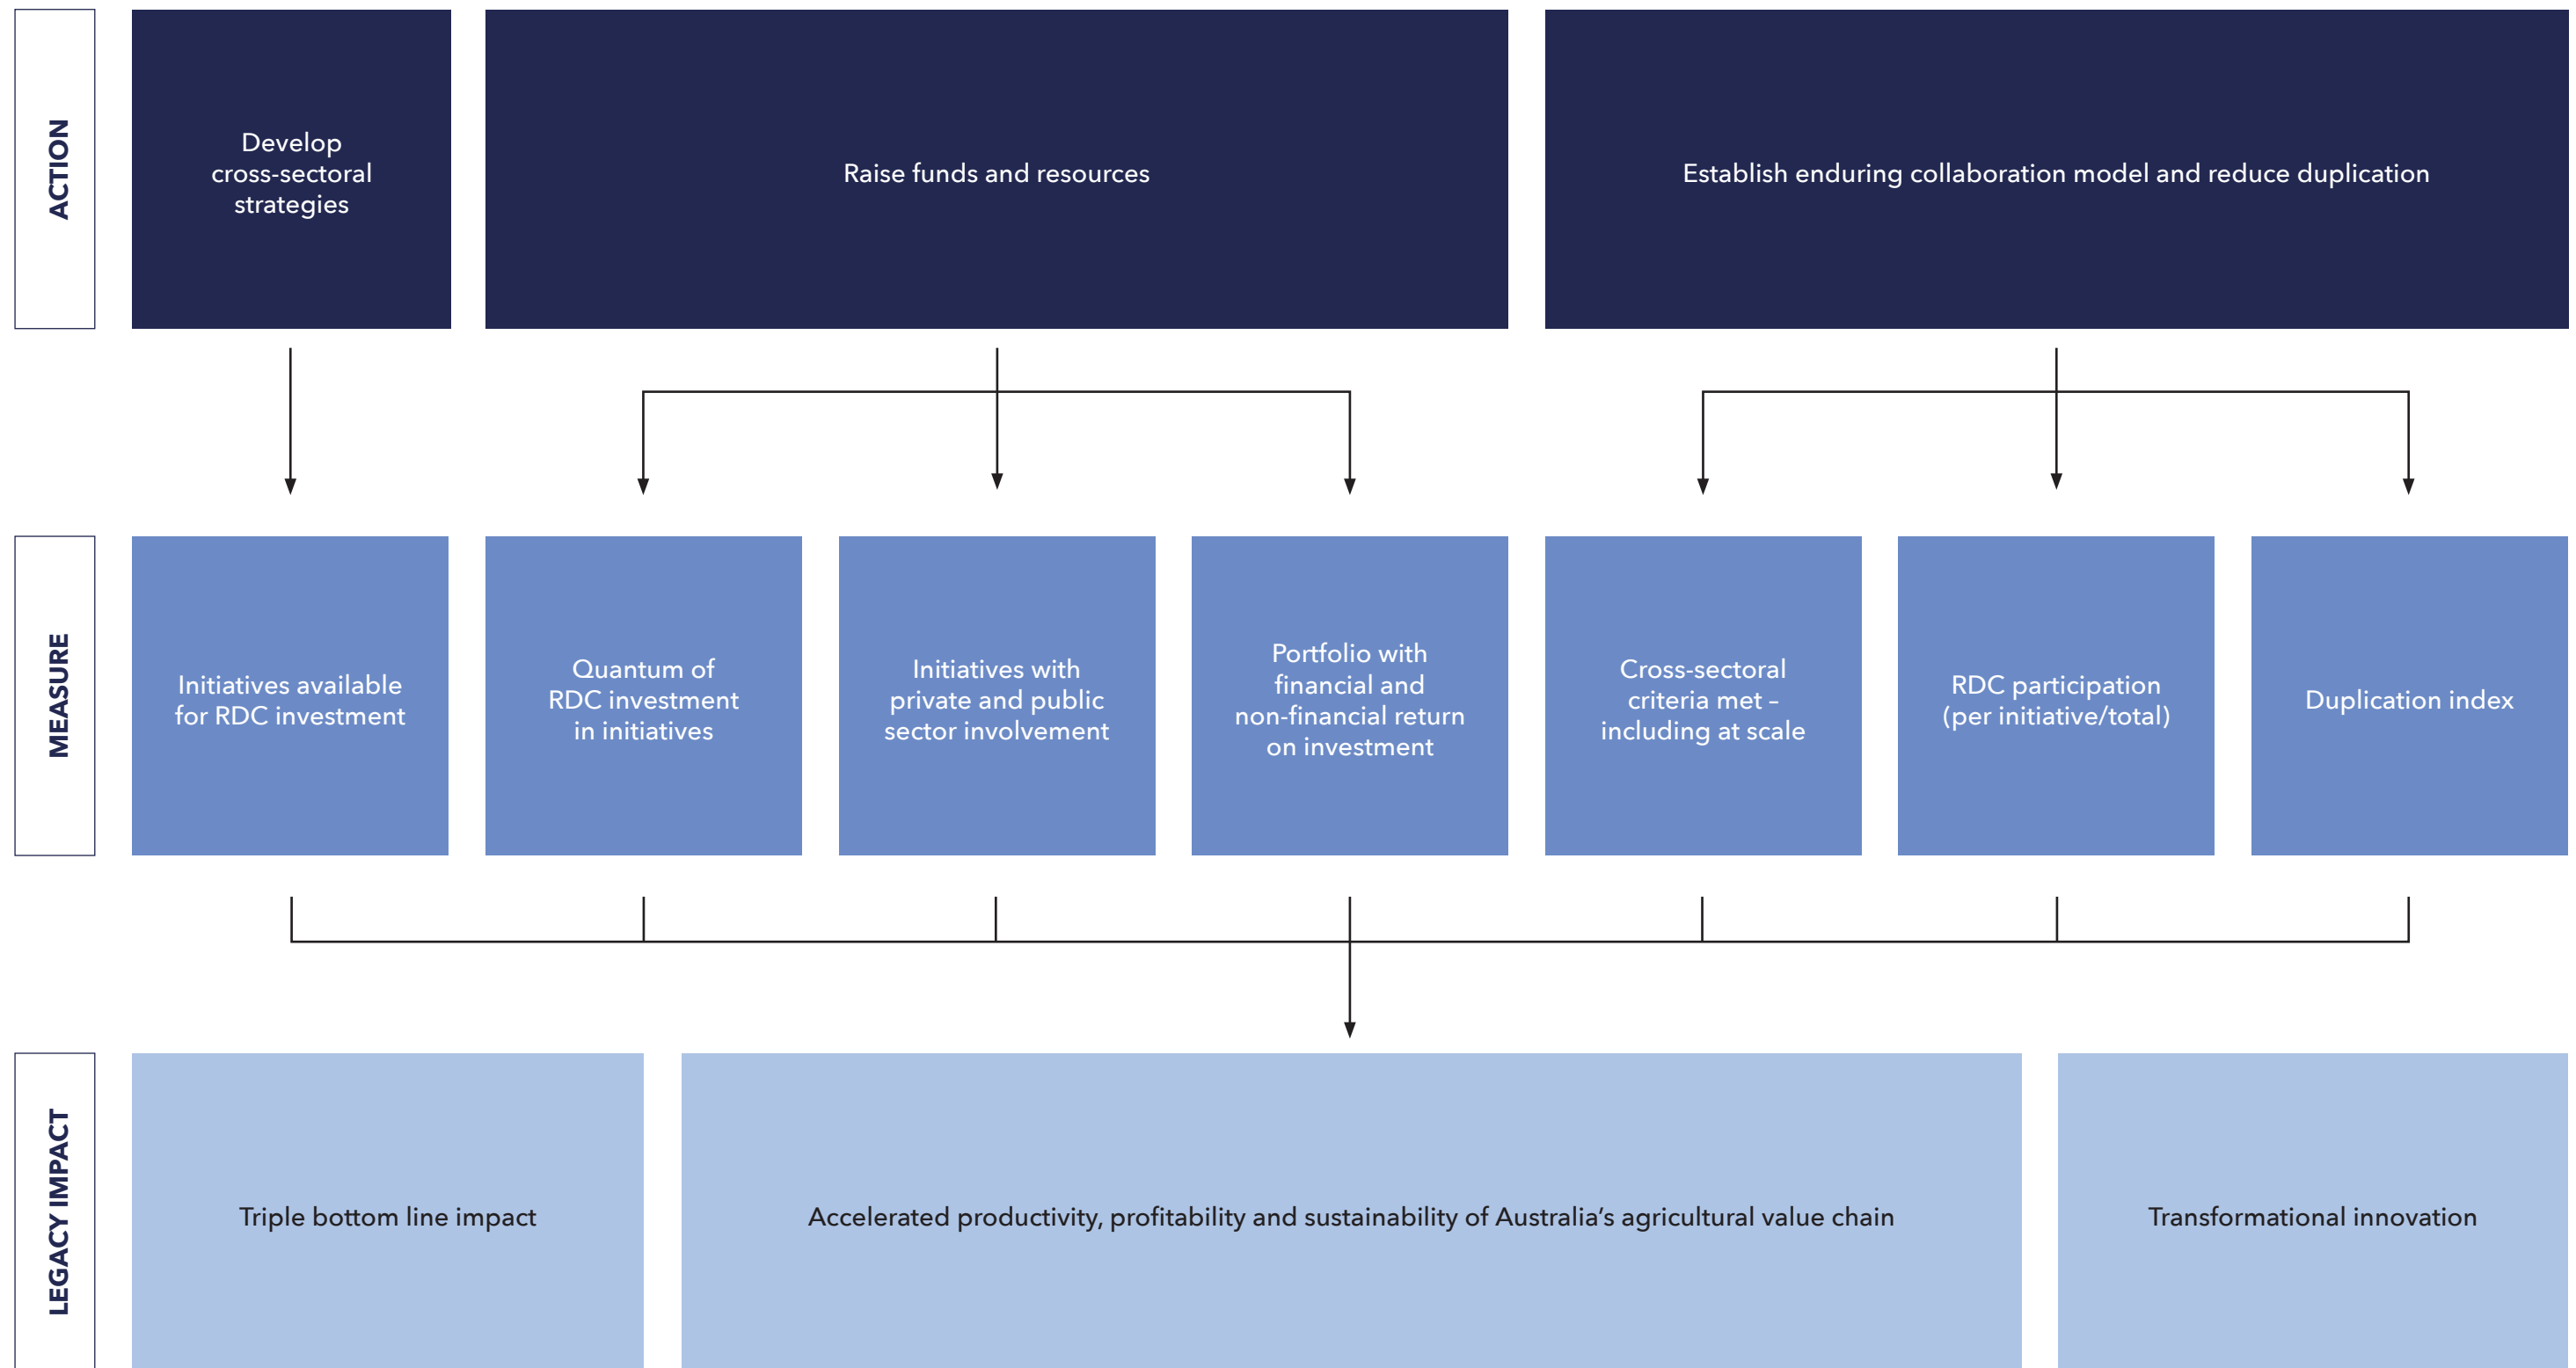 ACTION
Develop
cross-sectoral
strategies
Raise funds and resources
Establish enduring collaboration model and reduce duplication
MEASURE
Initiatives available
for RDC investment
Quantum of
RDC investment
in initiatives
Initiatives with
private and public
sector involvement
Portfolio with
financial and
non-financial return
on investment
Cross-sectoral
criteria met –
including at scale
RDC participation
(per initiative/total)
Duplication index
LEGACY IMPACT
Triple bottom line impact
Accelerated productivity, profitability and sustainability of Australia’s agricultural value chain
Transformational innovation